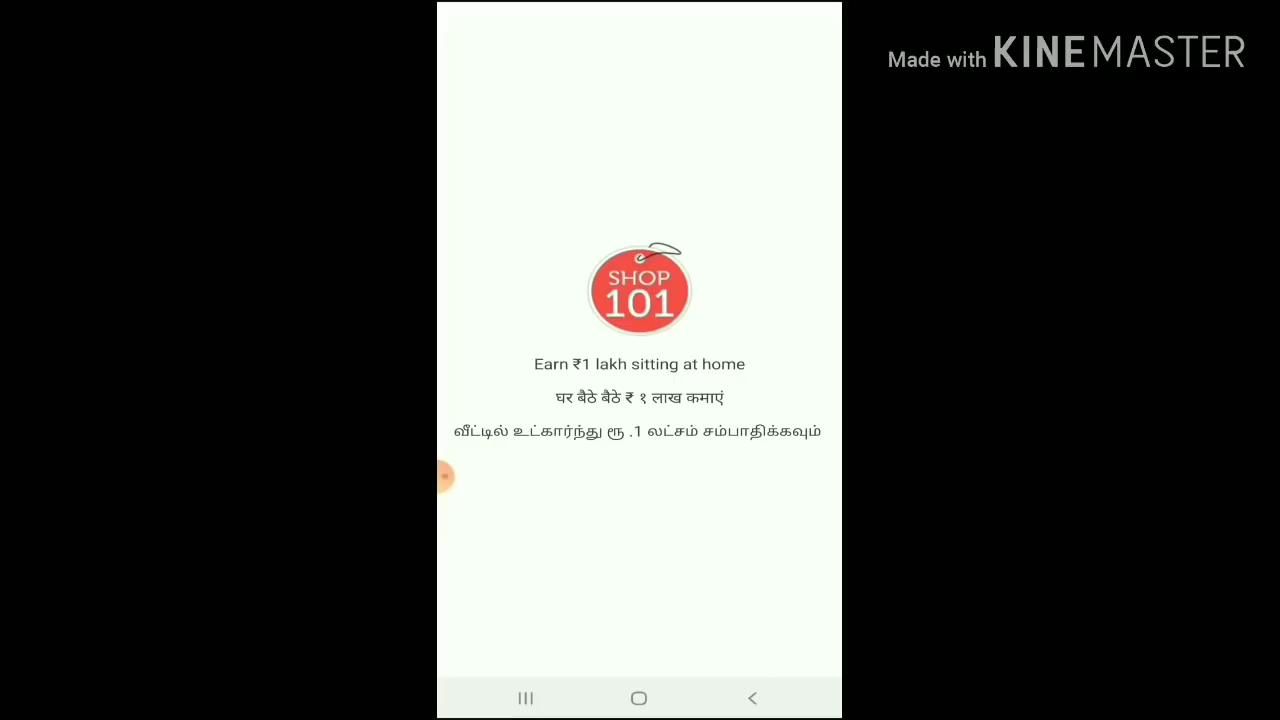 Made with KINEMASTER
SHOP
101
Earn ₹1 lakh sitting at home
घर बैठे बैठे ₹ १ लाख कमाएं
வீட்டில் உட்கார்ந்து ரூ .1 லட்சம் சம்பாதிக்கவும்